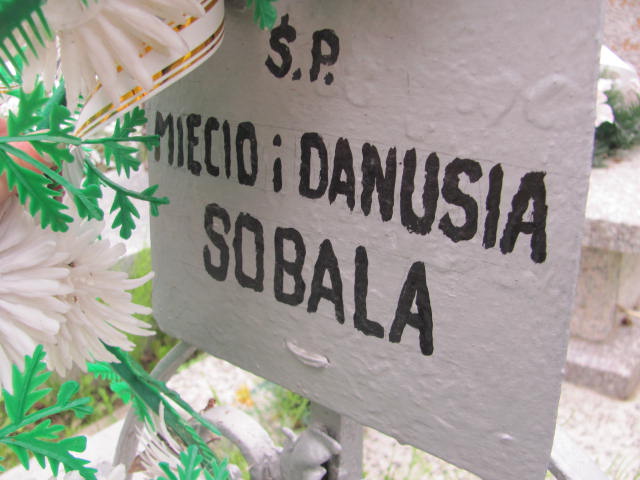 Ś.P.
MIECIO i DANUSIA
SOBALA